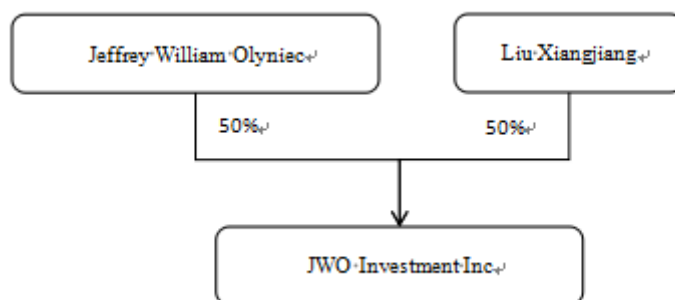 Jeffrey William Olyniec
Liu Xiangjiang
50%
50%
JWO Investment Inc